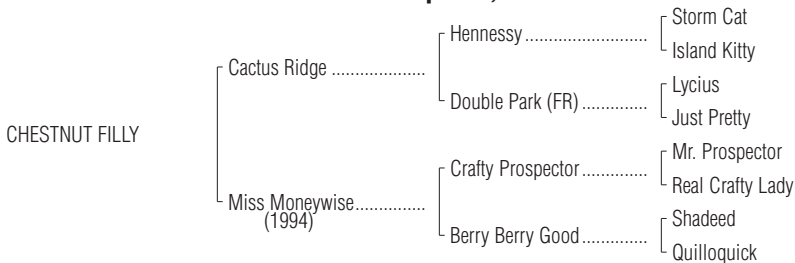 Storm Cat
Hennessy ..........................
Island Kitty
Cactus Ridge ....................
Lycius
Double Park (FR) ..............
Just Pretty
CHESTNUT FILLY
Mr. Prospector
Crafty Prospector ..............
Real Crafty Lady
Miss Moneywise ...............
(1994)
Shadeed
Berry Berry Good ..............
Quilloquick